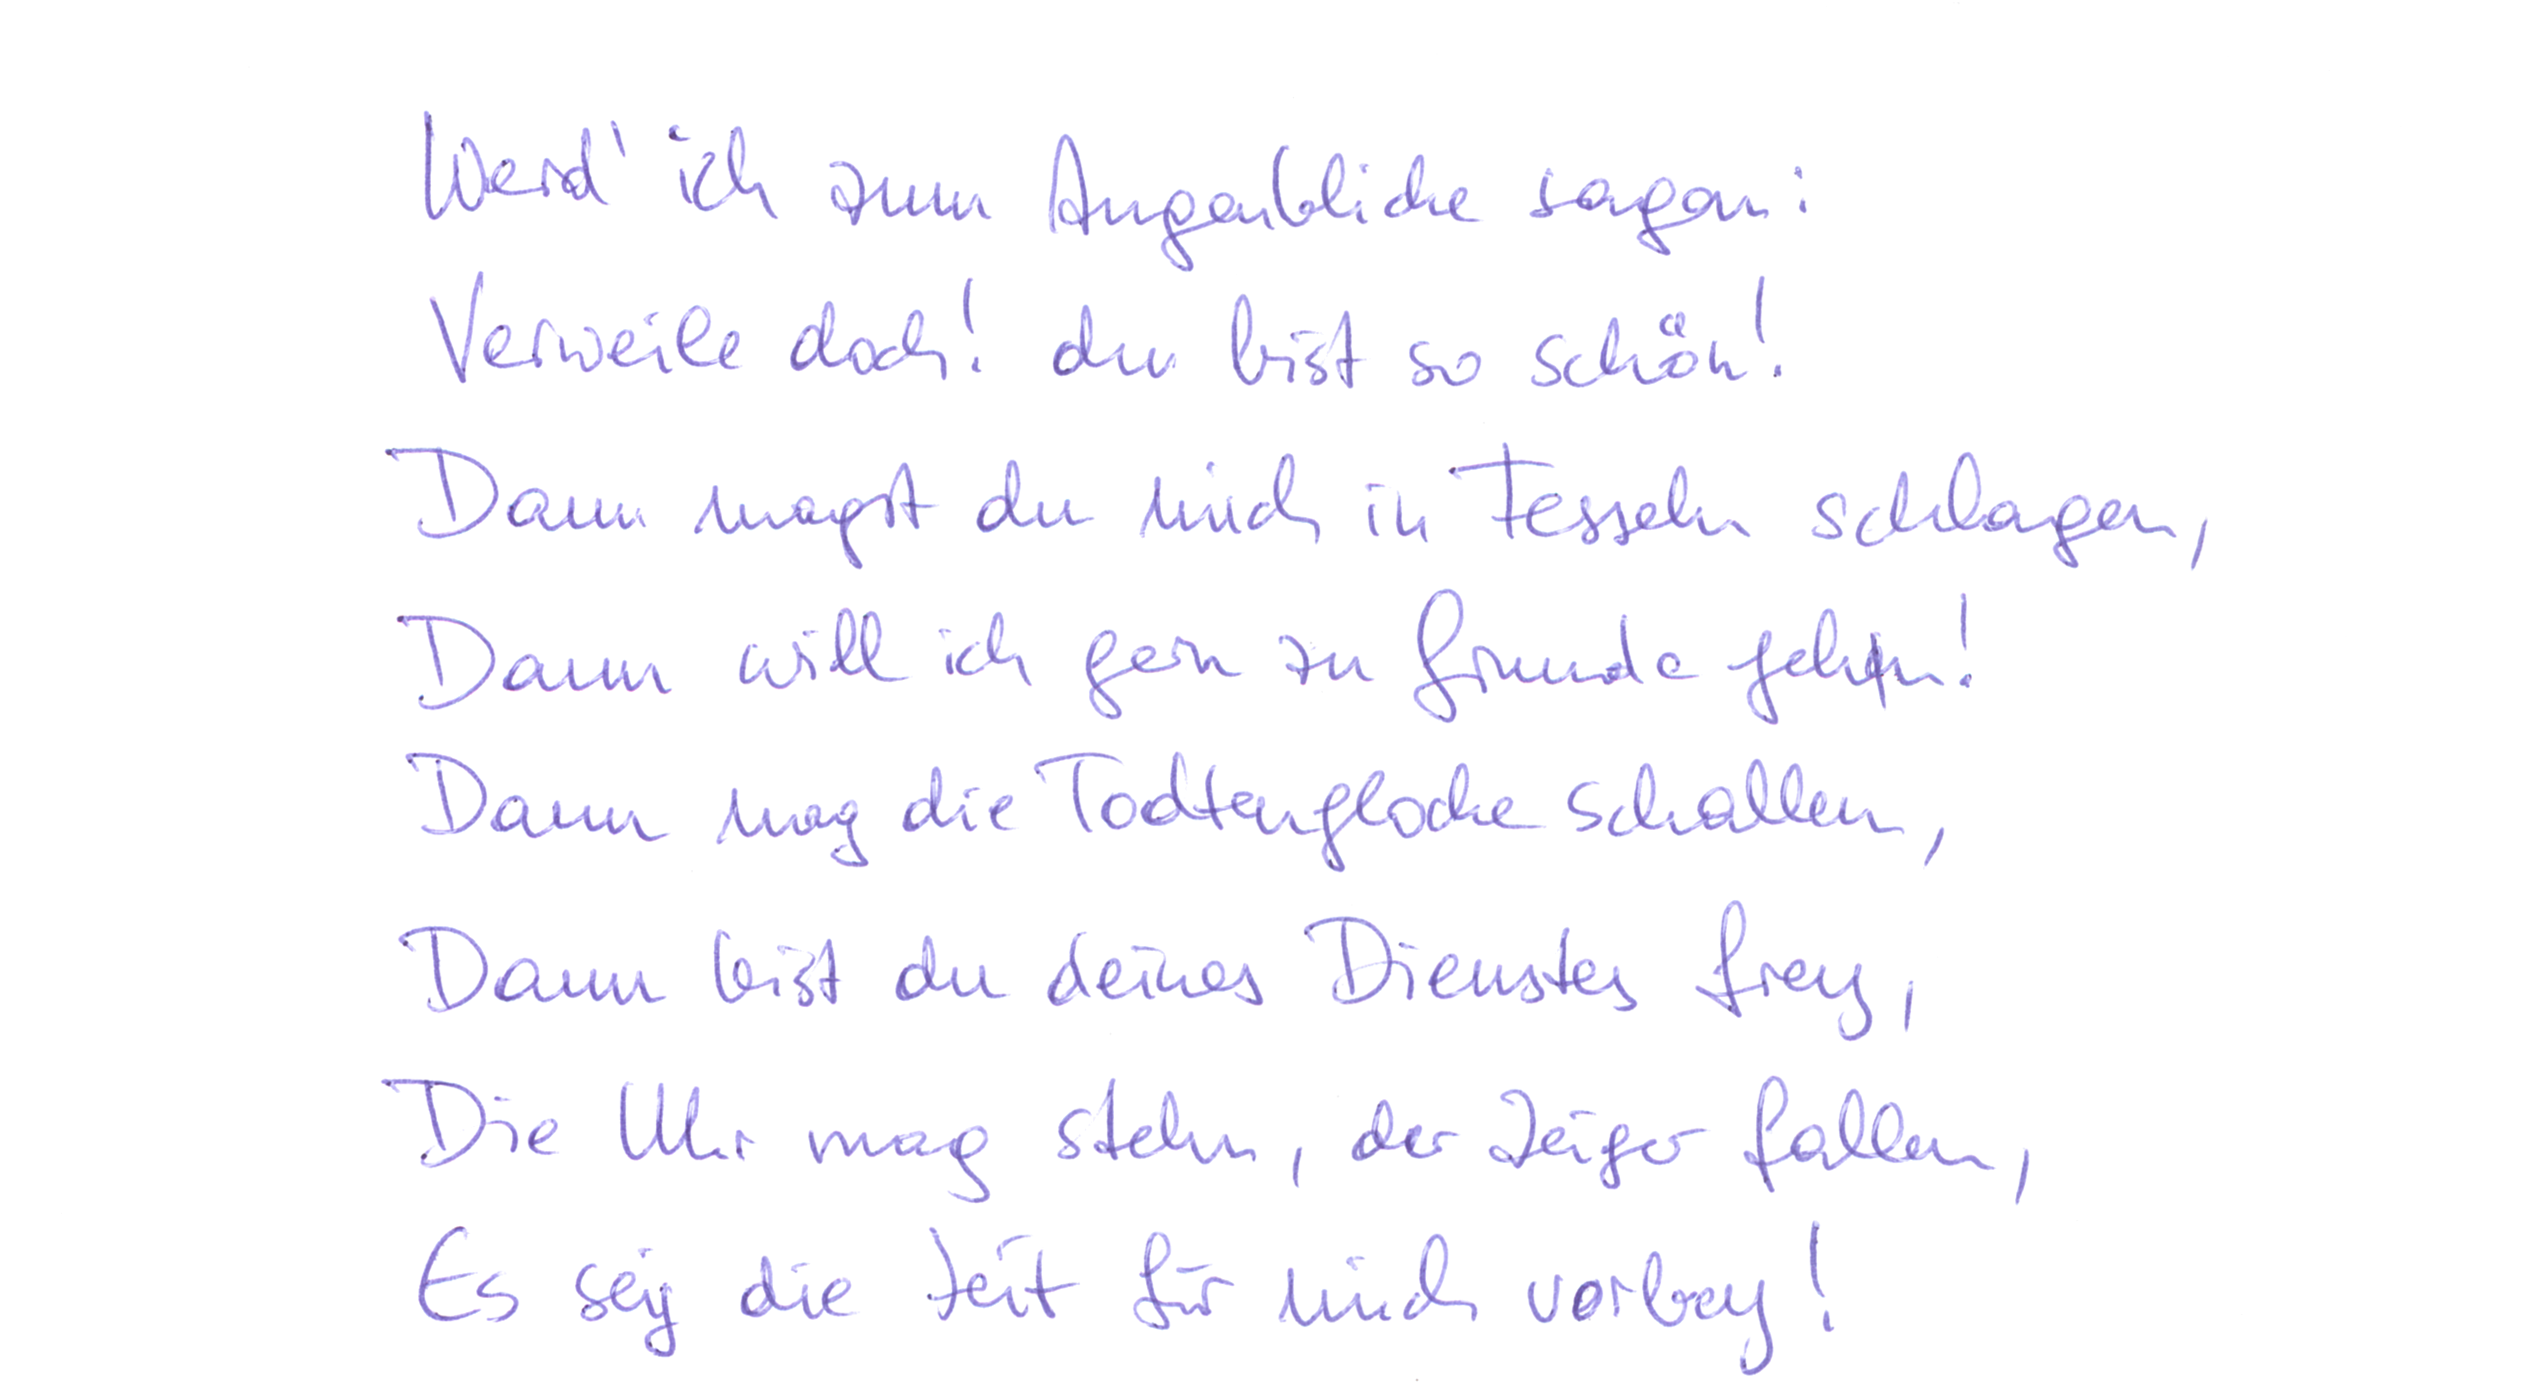 Werd' ich zum Augenblicke sagen:
Verweile doch! du bist so schön!
Dann magst du mich in Fesseln schlagen,
Dann will ich gern zu Grunde gehn!
Dann mag die Todtenglocke schallen,
Dann bist du deines Dienstes frey,
Die Uhr mag stehn, der Zeiger fallen,
Es sey die Zeit für mich vorbey!